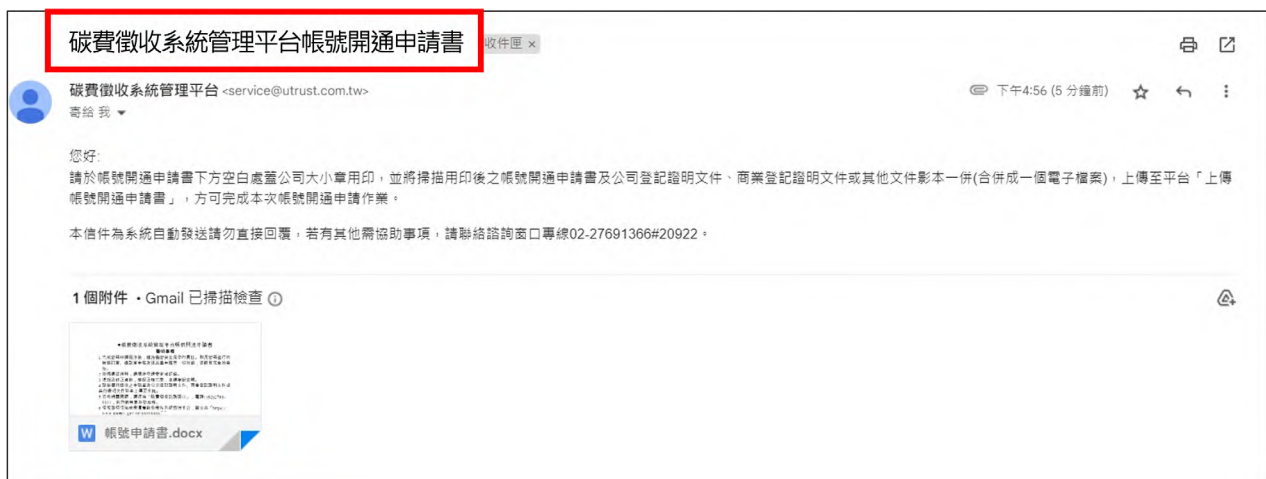 碳費徵收系統管理平台帳號開通申請書
收件匣 ×
碳費徵收系統管理平台 <service@utrust.com.tw>
下午4:56 (5 分鐘前)
寄給 我
您好:
請於帳號開通申請書下方空白處蓋公司大小章用印，並將掃描用印後之帳號開通申請書及公司登記證明文件、商業登記證明文件或其他文件影本一併(合併成一個電子檔案)，上傳至平台「上傳
帳號開通申請書」，方可完成本次帳號開通申請作業。
本信件為系統自動發送請勿直接回覆，若有其他需協助事項，請聯絡諮詢窗口專線02-27691366#20922。
1 個附件 • Gmail 已掃描檢查
W 帳號申請書.docx